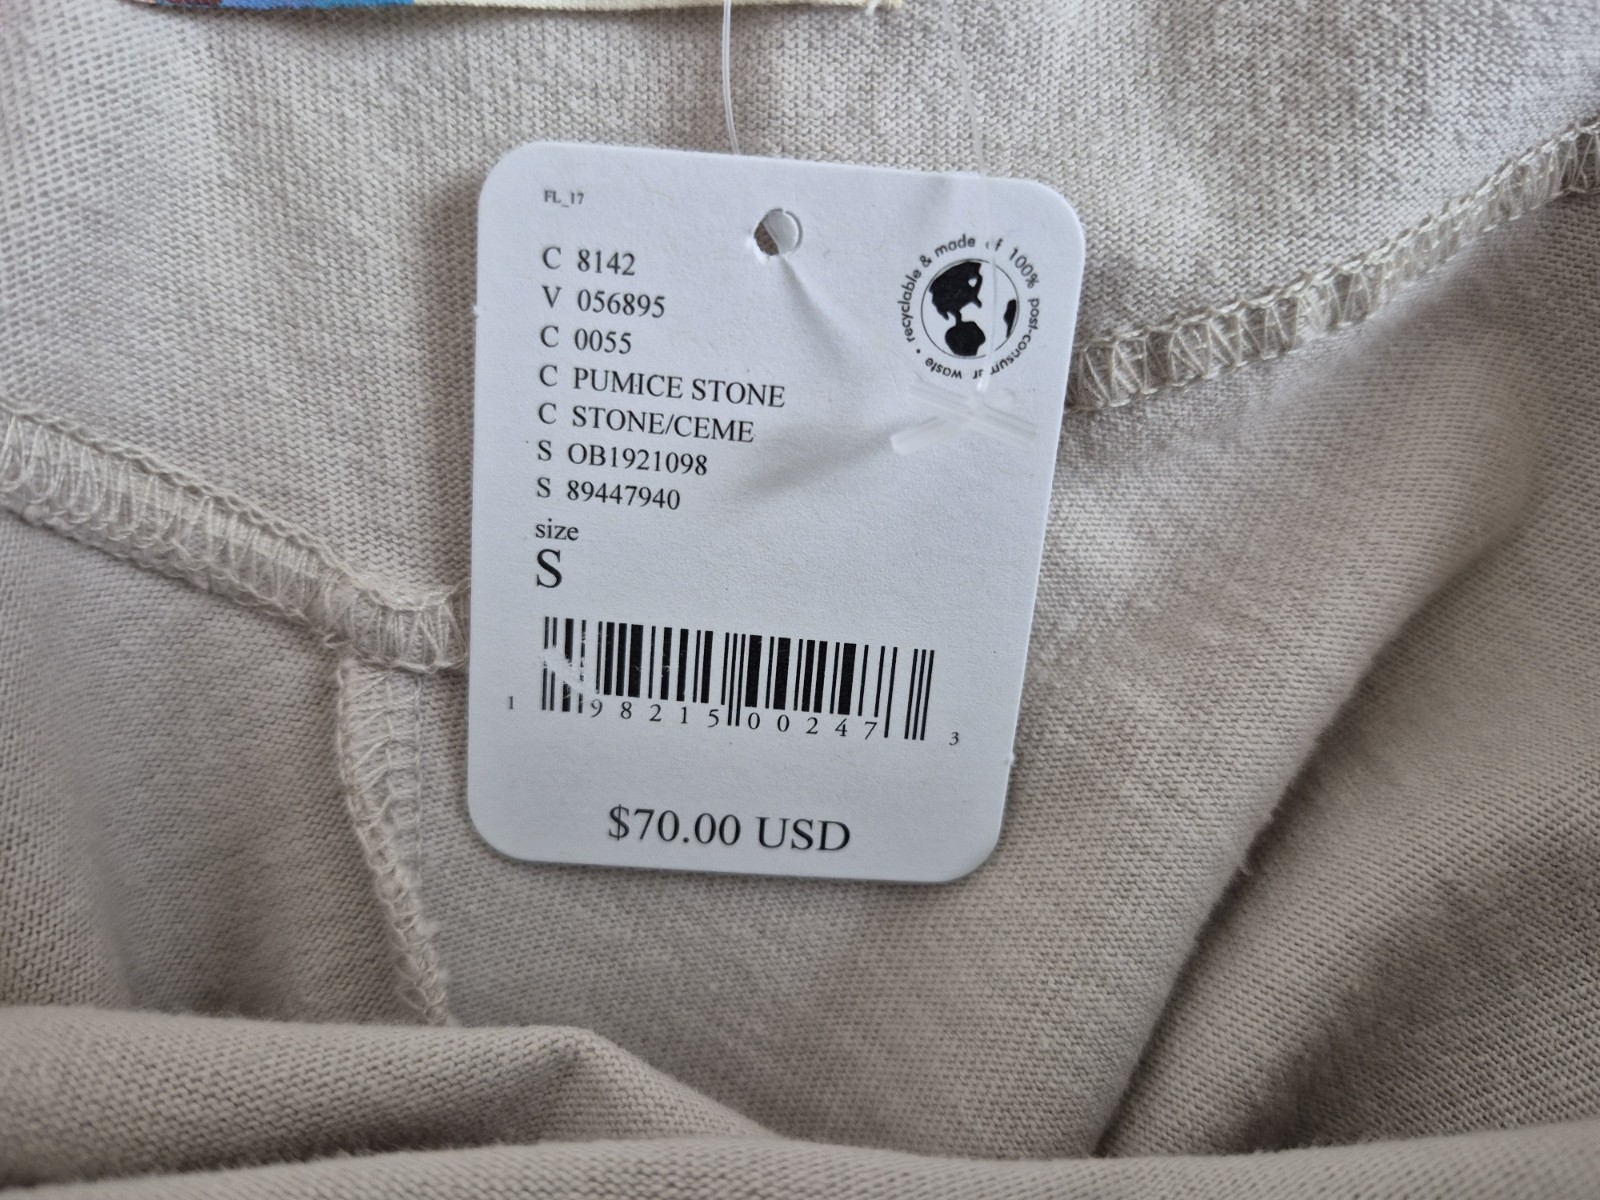 FL_17
C 8142
V 056895
C 0055
C PUMICE STONE
C STONE/CEME
S OB1921098
S 89447940
size
S
1 98215 00247 3
$70.00 USD
recyclable & made of 100% post-consumer waste •